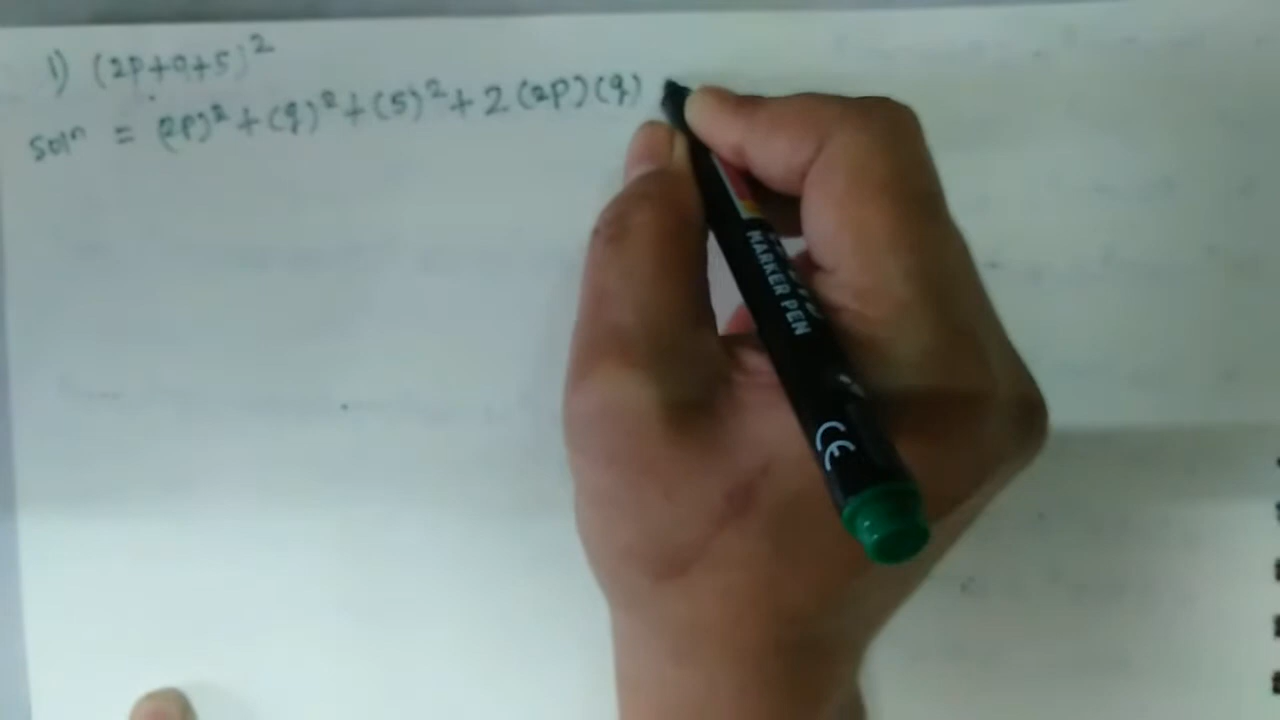 1) (2P+q+5)²
Solⁿ = (2P)² + (q)² + (5)² + 2 (2P) (q)
MARKER PEN
CE